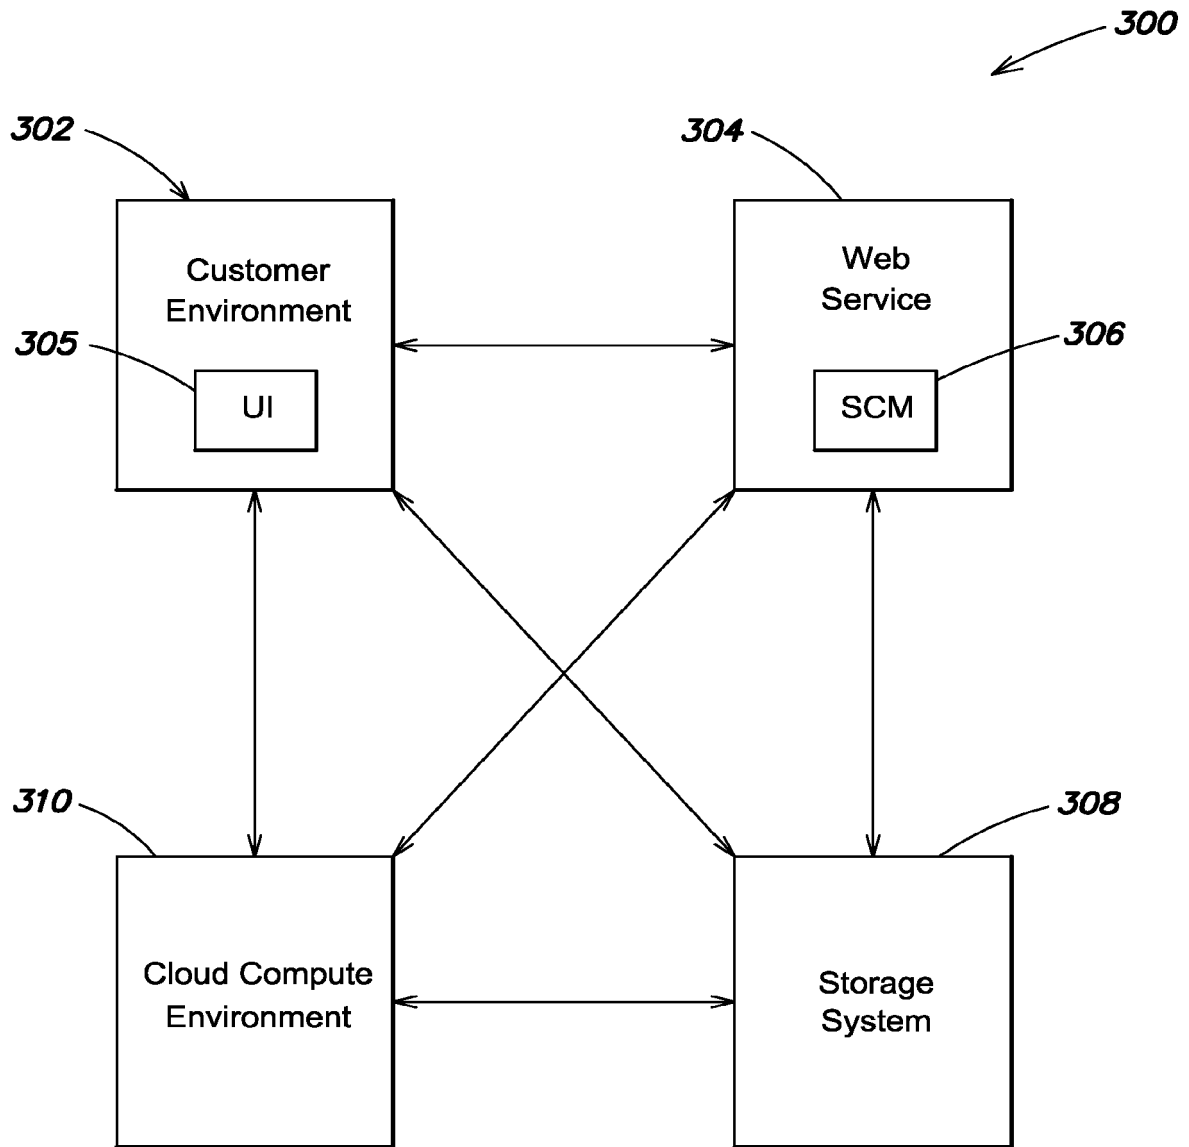 300
302
304
Customer
Environment
Web
Service
305
306
UI
SCM
310
308
Cloud Compute
Environment
Storage
System